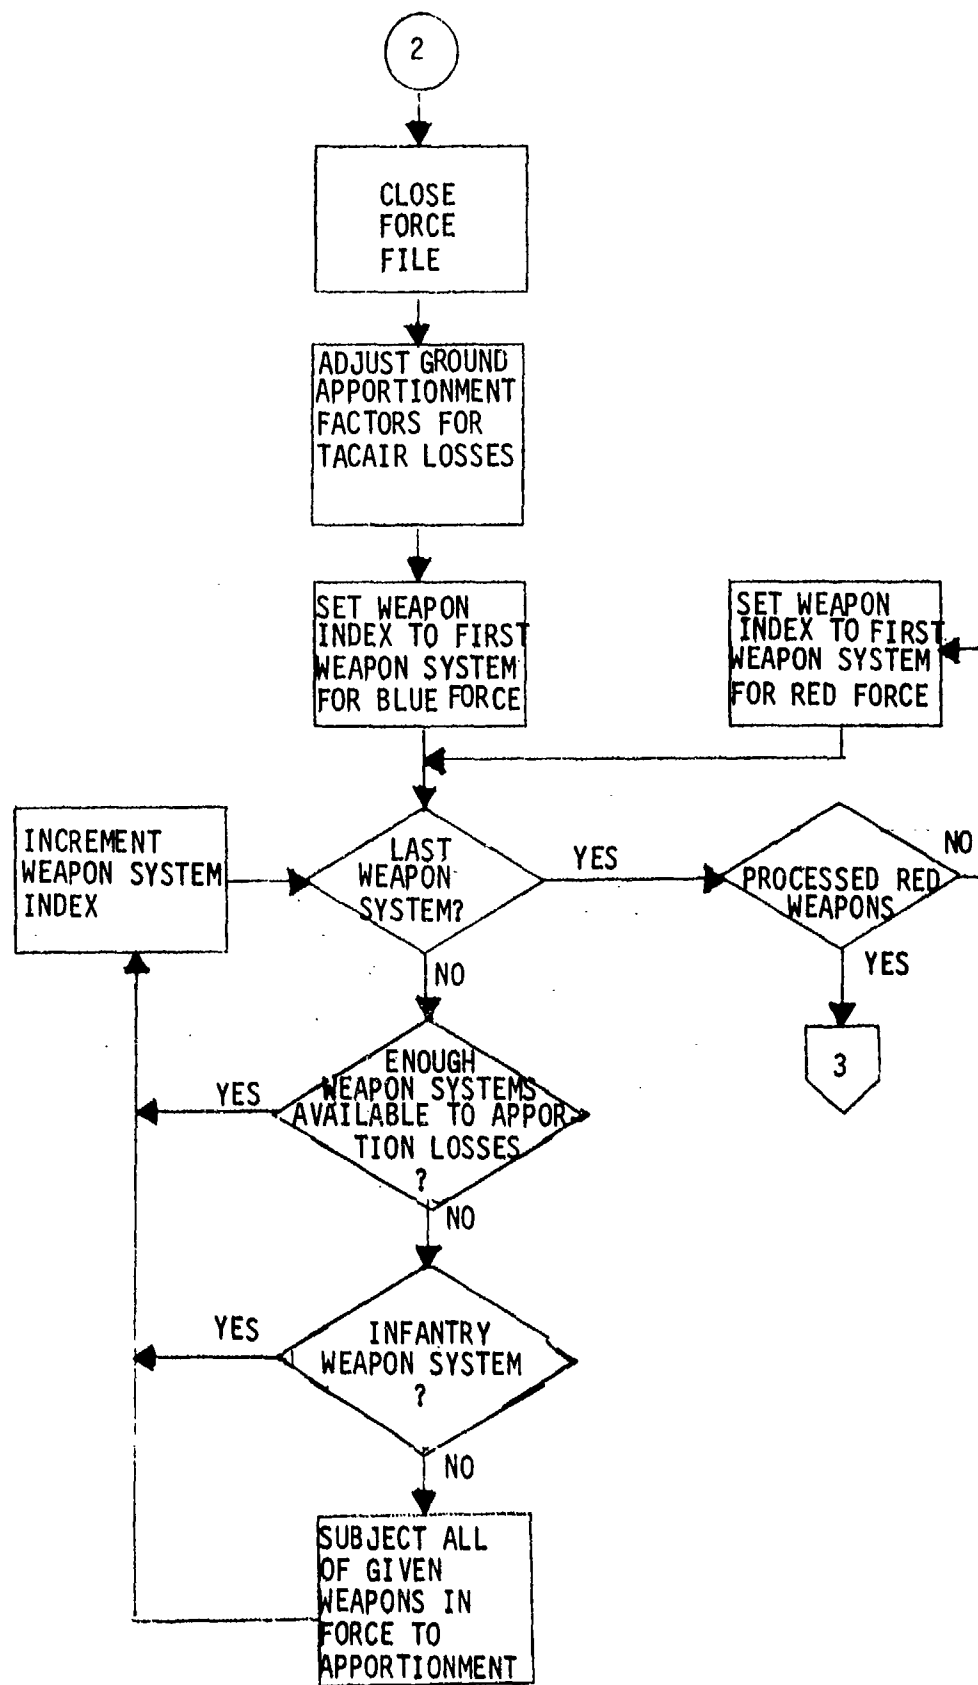 2
CLOSE
FORCE
FILE
ADJUST GROUND
APPORTIONMENT
FACTORS FOR
TACAIR LOSSES
SET WEAPON
INDEX TO FIRST
WEAPON SYSTEM
FOR BLUE FORCE
SET WEAPON
INDEX TO FIRST
WEAPON SYSTEM
FOR RED FORCE
INCREMENT
WEAPON SYSTEM
INDEX
LAST
WEAPON
SYSTEM?
YES
PROCESSED RED
WEAPONS
NO
YES
3
NO
ENOUGH
WEAPON SYSTEMS
AVAILABLE TO APPOR-
TION LOSSES
?
YES
NO
INFANTRY
WEAPON SYSTEM
?
YES
NO
SUBJECT ALL
OF GIVEN
WEAPONS IN
FORCE TO
APPORTIONMENT